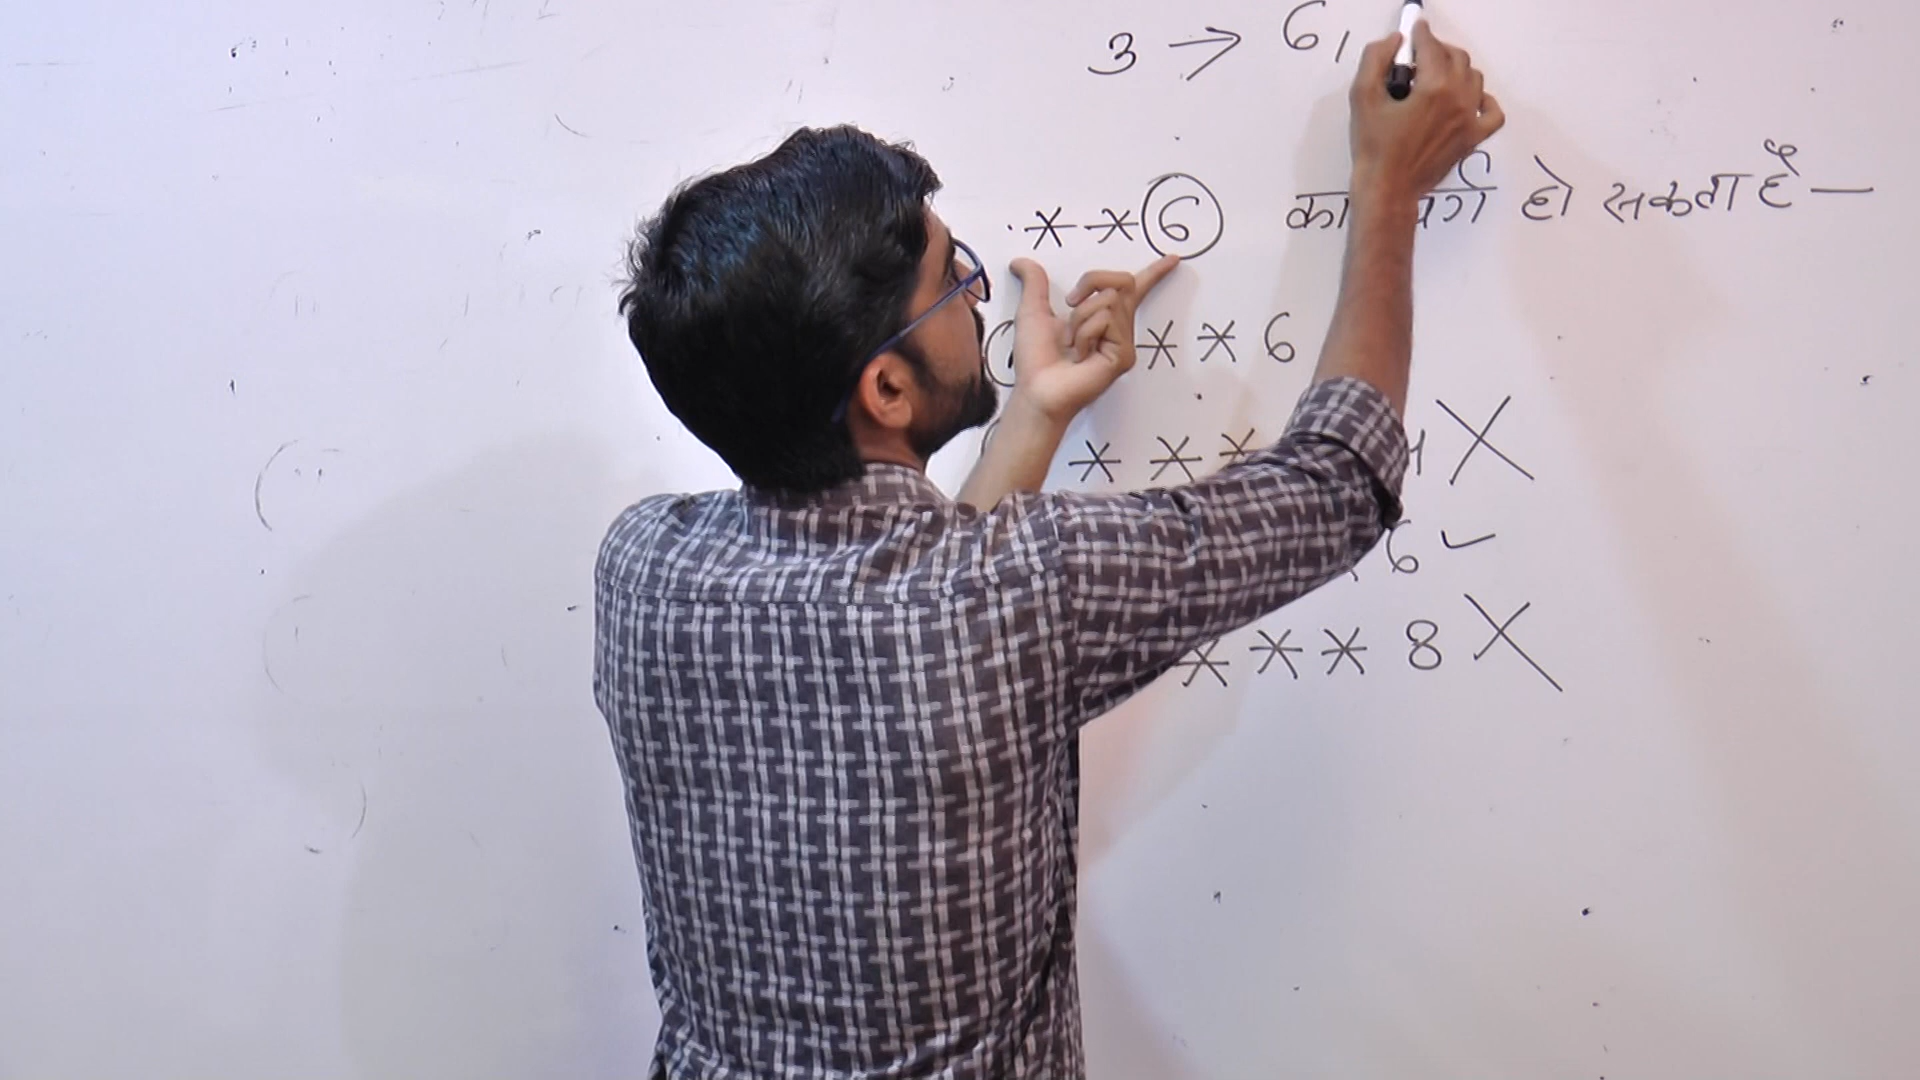 3 → 6,
* * 6 का वर्ग हो सकता है —
* * 6
* * * X
6 ✓
* * * 8 X